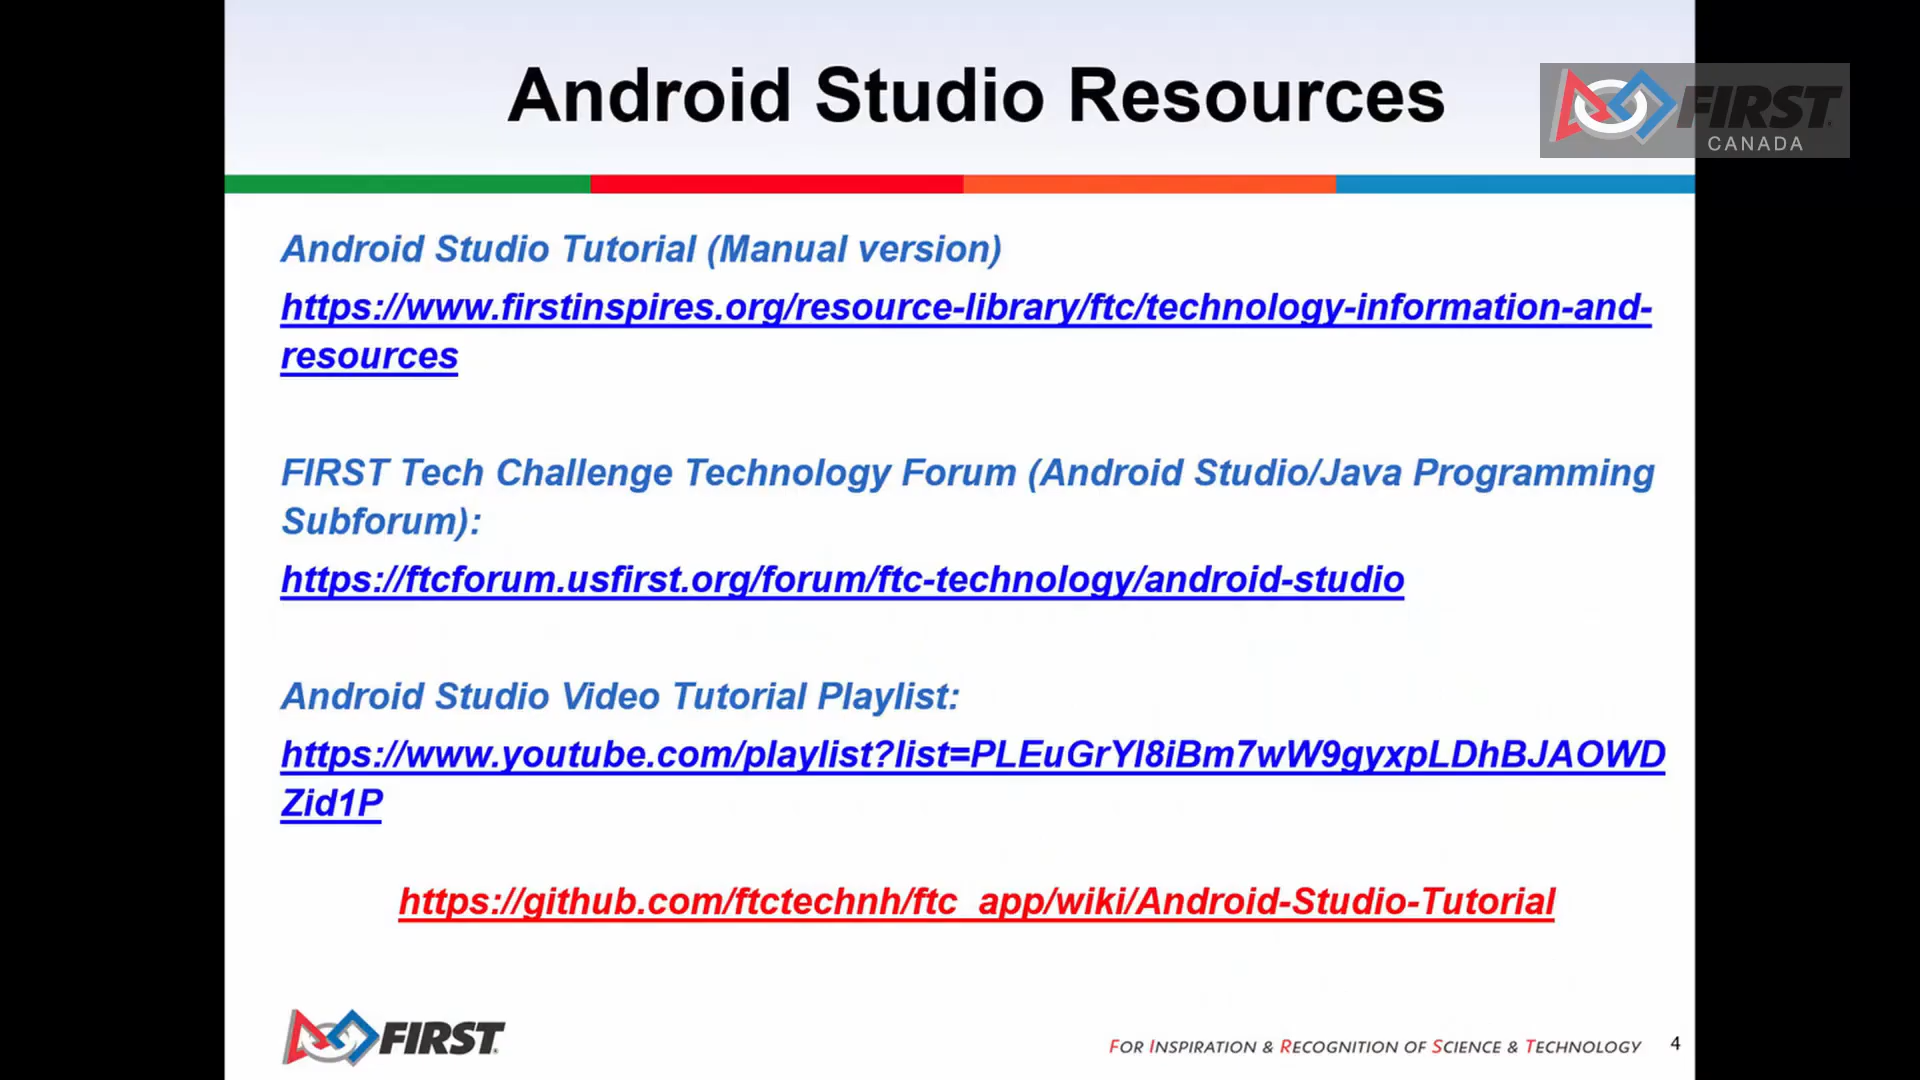 Android Studio Resources
FIRST
CANADA
Android Studio Tutorial (Manual version)
https://www.firstinspires.org/resource-library/ftc/technology-information-and-
resources
FIRST Tech Challenge Technology Forum (Android Studio/Java Programming
Subforum):
https://ftcforum.usfirst.org/forum/ftc-technology/android-studio
Android Studio Video Tutorial Playlist:
https://www.youtube.com/playlist?list=PLEuGrYl8iBm7wW9gyxpLDhBJAOWD
Zid1P
https://github.com/ftctechnh/ftc_app/wiki/Android-Studio-Tutorial
FIRST
FOR INSPIRATION & RECOGNITION OF SCIENCE & TECHNOLOGY 4